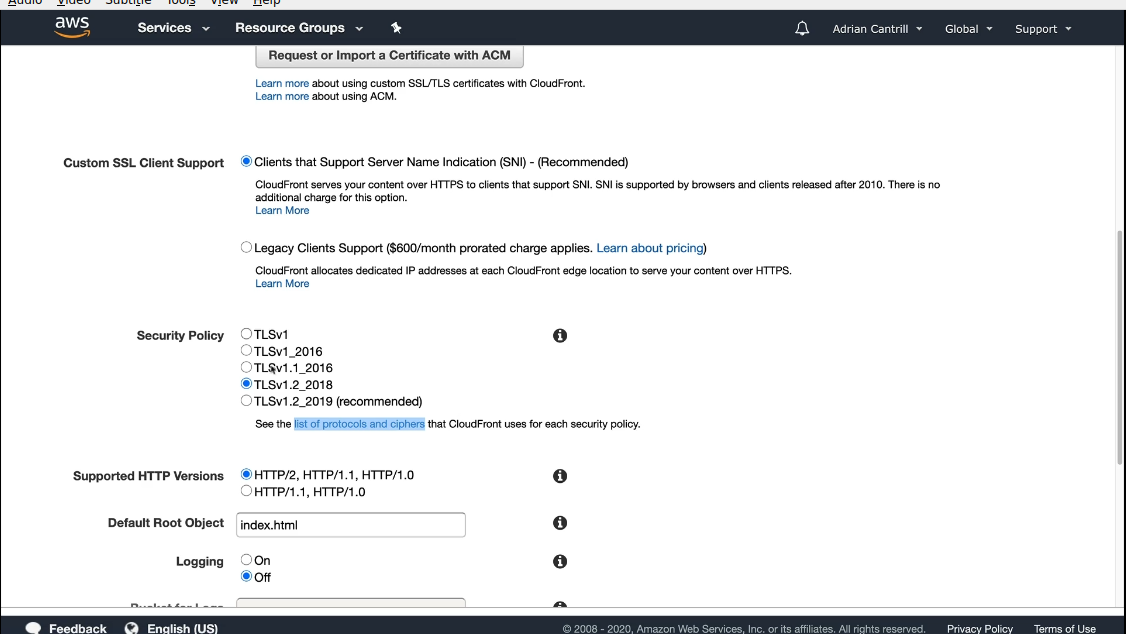 Audio Video Subtitle Tools View Help
aws Services Resource Groups Adrian Cantrill Global Support
Request or Import a Certificate with ACM
Learn more about using custom SSL/TLS certificates with CloudFront.
Learn more about using ACM.
Custom SSL Client Support Clients that Support Server Name Indication (SNI) - (Recommended)
CloudFront serves your content over HTTPS to clients that support SNI. SNI is supported by browsers and clients released after 2010. There is no
additional charge for this option.
Learn More
Legacy Clients Support ($600/month prorated charge applies. Learn about pricing)
CloudFront allocates dedicated IP addresses at each CloudFront edge location to serve your content over HTTPS.
Learn More
Security Policy TLSv1
TLSv1_2016
TLSv1.1_2016
TLSv1.2_2018
TLSv1.2_2019 (recommended)
See the list of protocols and ciphers that CloudFront uses for each security policy.
Supported HTTP Versions HTTP/2, HTTP/1.1, HTTP/1.0
HTTP/1.1, HTTP/1.0
Default Root Object index.html
Logging On
Off
Bucket for Logs
Feedback English (US) © 2008 - 2020, Amazon Web Services, Inc. or its affiliates. All rights reserved. Privacy Policy Terms of Use